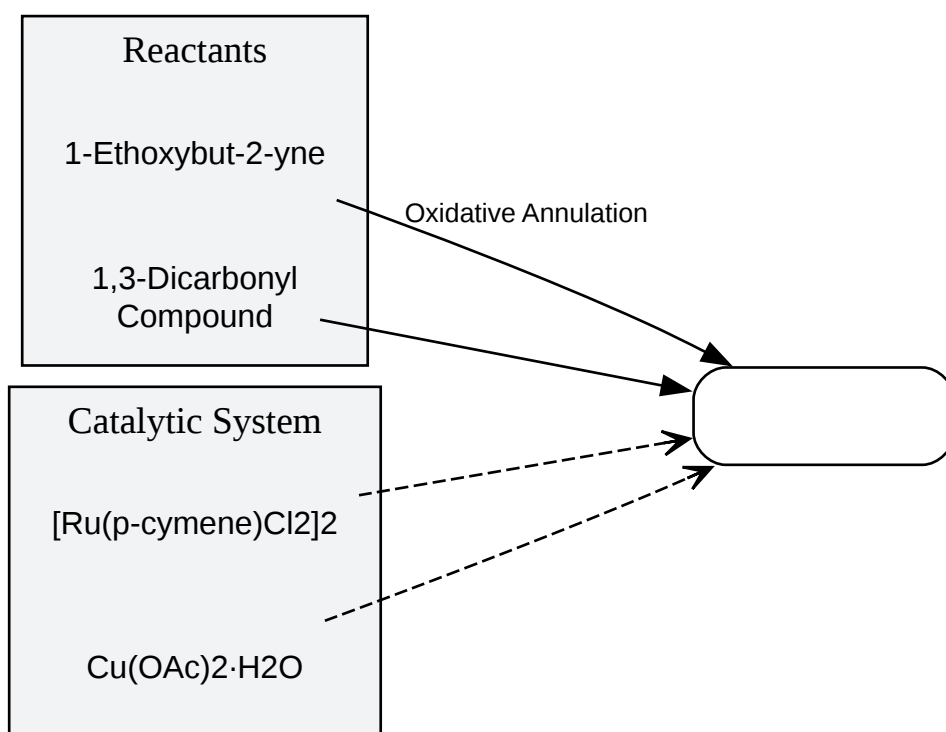 Reactants
1-Ethoxybut-2-yne
Oxidative Annulation
1,3-Dicarbonyl
Compound
Catalytic System
[Ru(p-cymene)Cl2]2
Cu(OAc)2·H2O